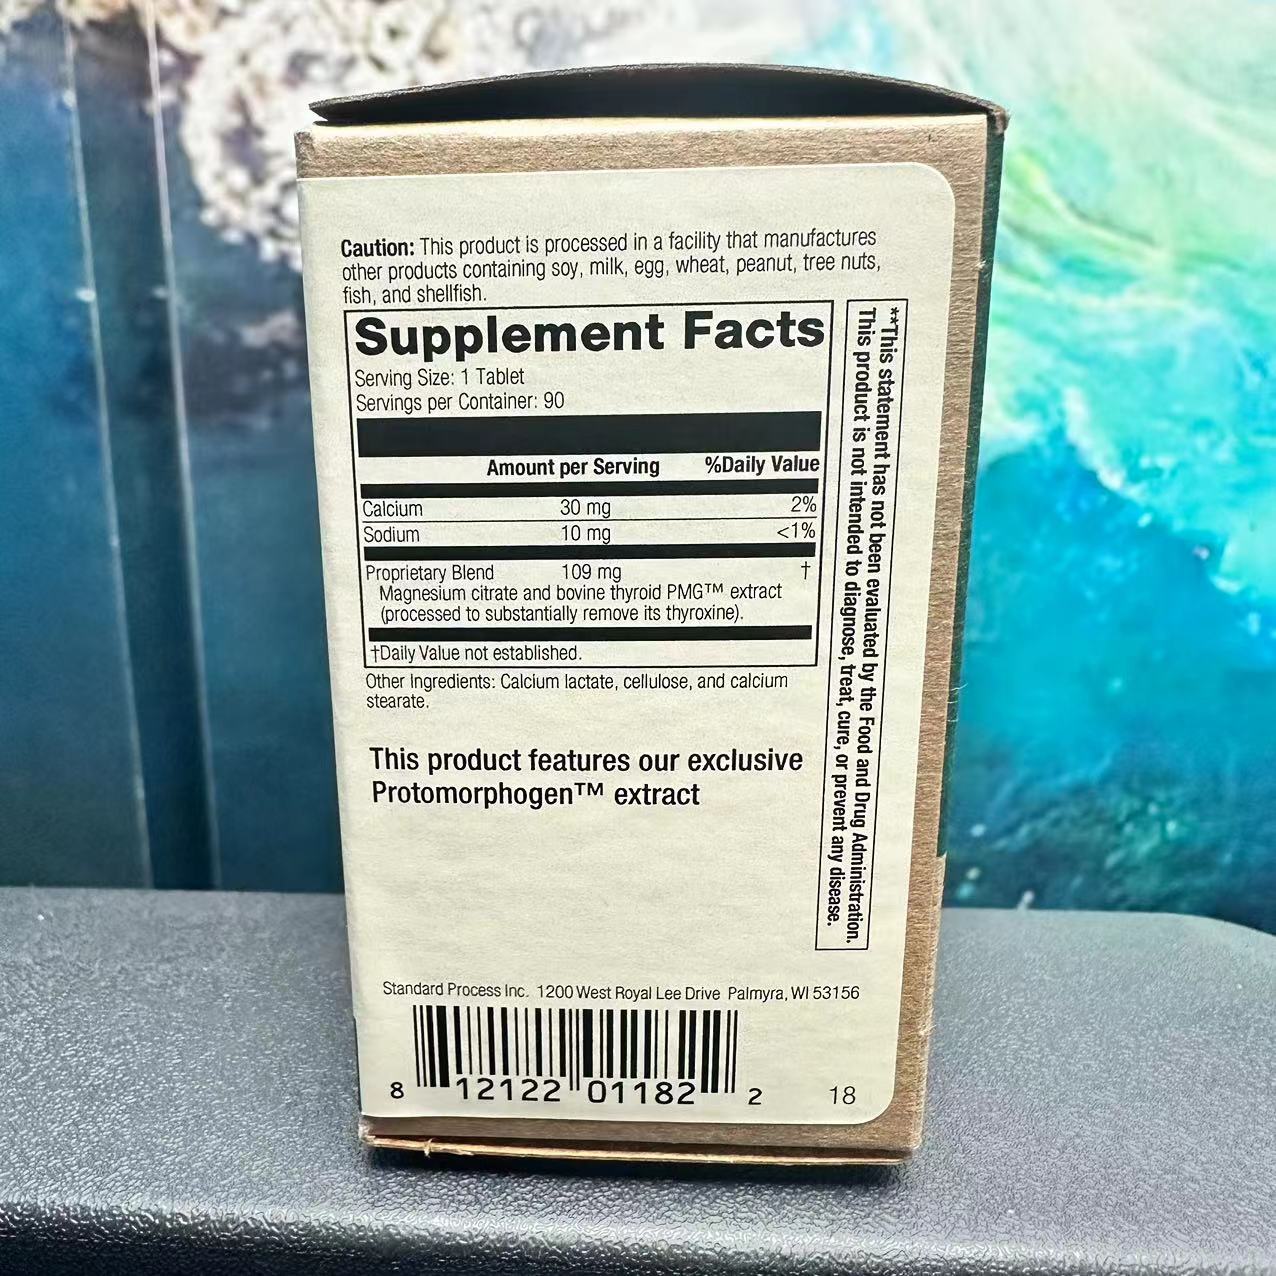 Caution: This product is processed in a facility that manufactures
other products containing soy, milk, egg, wheat, peanut, tree nuts,
fish, and shellfish.
Supplement Facts
Serving Size: 1 Tablet
Servings per Container: 90
Amount per Serving %Daily Value
Calcium 30 mg 2%
Sodium 10 mg <1%
Proprietary Blend 109 mg †
Magnesium citrate and bovine thyroid PMG™ extract
(processed to substantially remove its thyroxine).
†Daily Value not established.
Other Ingredients: Calcium lactate, cellulose, and calcium
stearate.
**This statement has not been evaluated by the Food and Drug Administration.
This product is not intended to diagnose, treat, cure, or prevent any disease.
This product features our exclusive
Protomorphogen™ extract
Standard Process Inc. 1200 West Royal Lee Drive Palmyra, WI 53156
8 12122 01182 2
18